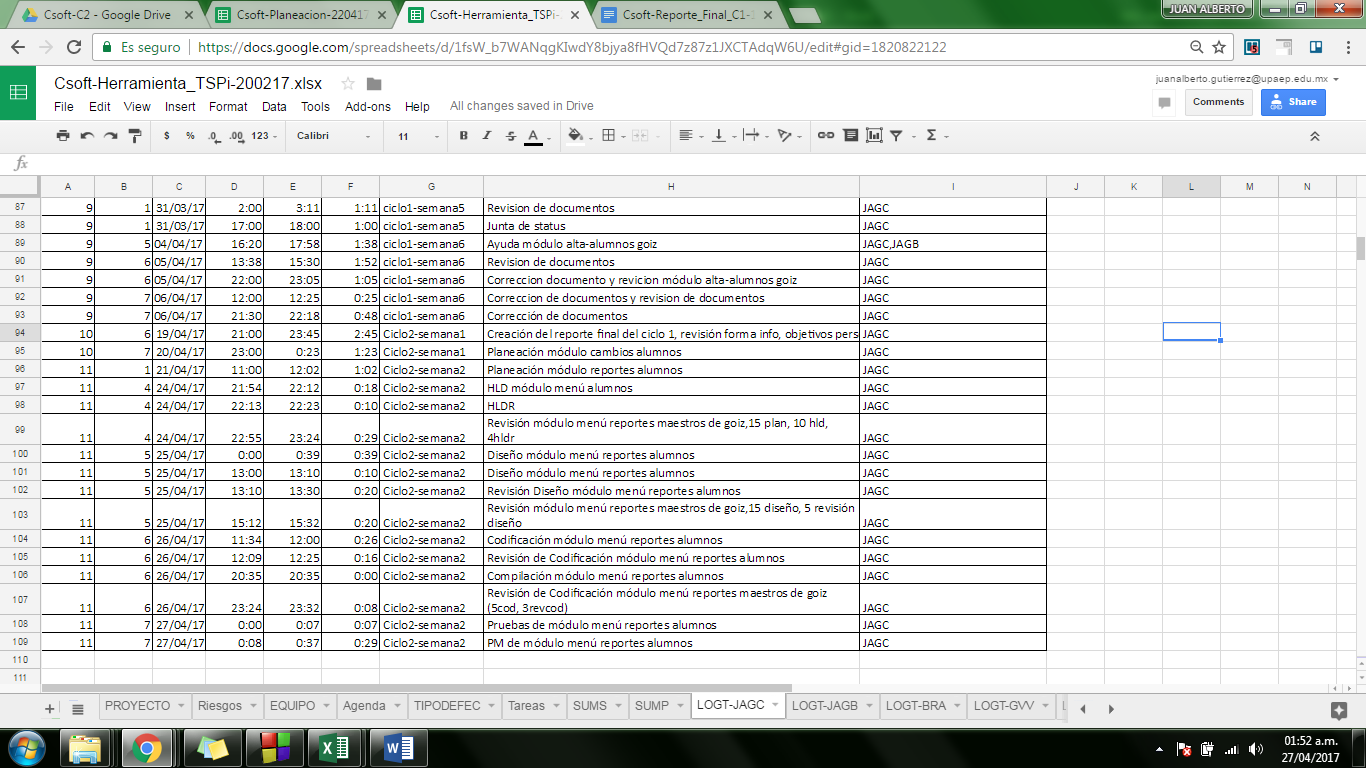 Csoft-C2 - Google Drive
Csoft-Planeacion-220417
Csoft-Herramienta_TSPi-
Csoft-Reporte_Final_C1-
JUAN ALBERTO
Es seguro | https://docs.google.com/spreadsheets/d/1fsW_b7WANqgKIwdY8bjya8fHVQd7z87z1JXCTAdqW6U/edit#gid=1820822122
Csoft-Herramienta_TSPi-200217.xlsx
juanalberto.gutierrez@upaep.edu.mx
File Edit View Insert Format Data Tools Add-ons Help All changes saved in Drive
Comments
Share
$ % .0 .00 123 Calibri 11 B I S A Σ
fx
A B C D E F G H I J K L M N
87 9 1 31/03/17 2:00 3:11 1:11 ciclo1-semana5 Revision de documentos JAGC
88 9 1 31/03/17 17:00 18:00 1:00 ciclo1-semana5 Junta de status JAGC
89 9 5 04/04/17 16:20 17:58 1:38 ciclo1-semana6 Ayuda módulo alta-alumnos goiz JAGC,JAGB
90 9 6 05/04/17 13:38 15:30 1:52 ciclo1-semana6 Revision de documentos JAGC
91 9 6 05/04/17 22:00 23:05 1:05 ciclo1-semana6 Correccion documento y revicion módulo alta-alumnos goiz JAGC
92 9 7 06/04/17 12:00 12:25 0:25 ciclo1-semana6 Correccion de documentos y revision de documentos JAGC
93 9 7 06/04/17 21:30 22:18 0:48 ciclo1-semana6 Corrección de documentos JAGC
94 10 6 19/04/17 21:00 23:45 2:45 Ciclo2-semana1 Creación del reporte final del ciclo 1, revisión forma info, objetivos pers JAGC
95 10 7 20/04/17 23:00 0:23 1:23 Ciclo2-semana1 Planeación módulo cambios alumnos JAGC
96 11 1 21/04/17 11:00 12:02 1:02 Ciclo2-semana2 Planeación módulo reportes alumnos JAGC
97 11 4 24/04/17 21:54 22:12 0:18 Ciclo2-semana2 HLD módulo menú alumnos JAGC
98 11 4 24/04/17 22:13 22:23 0:10 Ciclo2-semana2 HLDR JAGC
Revisión módulo menú reportes maestros de goiz,15 plan, 10 hld,
99 11 4 24/04/17 22:55 23:24 0:29 Ciclo2-semana2 4hldr JAGC
100 11 5 25/04/17 0:00 0:39 0:39 Ciclo2-semana2 Diseño módulo menú reportes alumnos JAGC
101 11 5 25/04/17 13:00 13:10 0:10 Ciclo2-semana2 Diseño módulo menú reportes alumnos JAGC
102 11 5 25/04/17 13:10 13:30 0:20 Ciclo2-semana2 Revisión Diseño módulo menú reportes alumnos JAGC
Revisión módulo menú reportes maestros de goiz,15 diseño, 5 revisión
103 11 5 25/04/17 15:12 15:32 0:20 Ciclo2-semana2 diseño JAGC
104 11 6 26/04/17 11:34 12:00 0:26 Ciclo2-semana2 Codificación módulo menú reportes alumnos JAGC
105 11 6 26/04/17 12:09 12:25 0:16 Ciclo2-semana2 Revisión de Codificación módulo menú reportes alumnos JAGC
106 11 6 26/04/17 20:35 20:35 0:00 Ciclo2-semana2 Compilación módulo menú reportes alumnos JAGC
Revisión de Codificación módulo menú reportes maestros de goiz
107 11 6 26/04/17 23:24 23:32 0:08 Ciclo2-semana2 (5cod, 3revcod) JAGC
108 11 7 27/04/17 0:00 0:07 0:07 Ciclo2-semana2 Pruebas de módulo menú reportes alumnos JAGC
109 11 7 27/04/17 0:08 0:37 0:29 Ciclo2-semana2 PM de módulo menú reportes alumnos JAGC
110
111
PROYECTO Riesgos EQUIPO Agenda TIPODEFEC Tareas SUMS SUMP LOGT-JAGC LOGT-JAGB LOGT-BRA LOGT-GVV
01:52 a.m.
27/04/2017